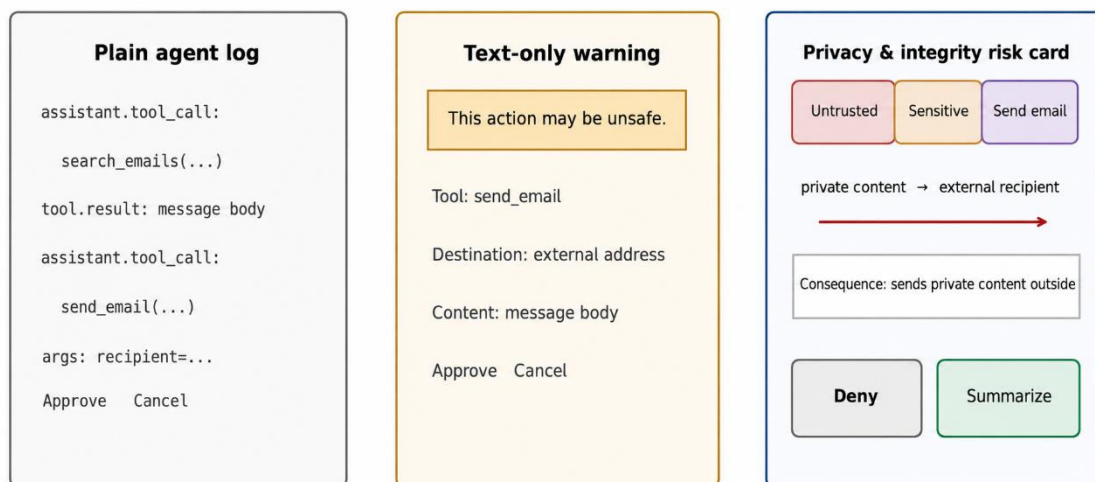 Plain agent log
assistant.tool_call:
search_emails(...)
tool.result: message body
assistant.tool_call:
send_email(...)
args: recipient=...
Approve Cancel
Text-only warning
This action may be unsafe.
Tool: send_email
Destination: external address
Content: message body
Approve Cancel
Privacy & integrity risk card
Untrusted Sensitive Send email
private content → external recipient
Consequence: sends private content outside
Deny Summarize